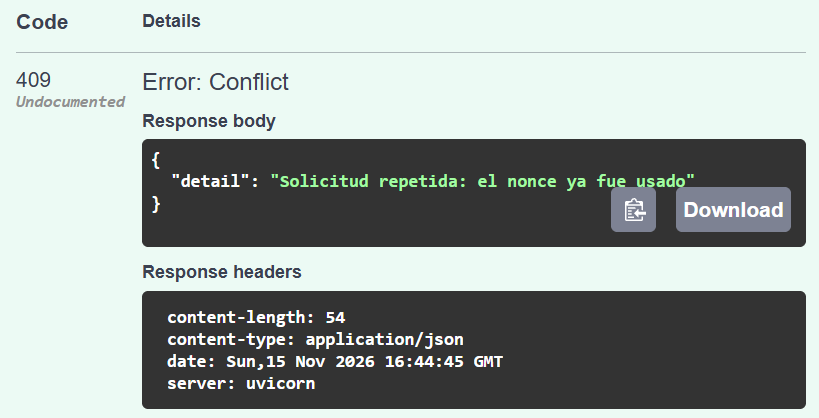 Code Details
409 Error: Conflict
Undocumented
Response body
{
"detail": "Solicitud repetida: el nonce ya fue usado"
}
Download
Response headers
content-length: 54
content-type: application/json
date: Sun,15 Nov 2026 16:44:45 GMT
server: uvicorn